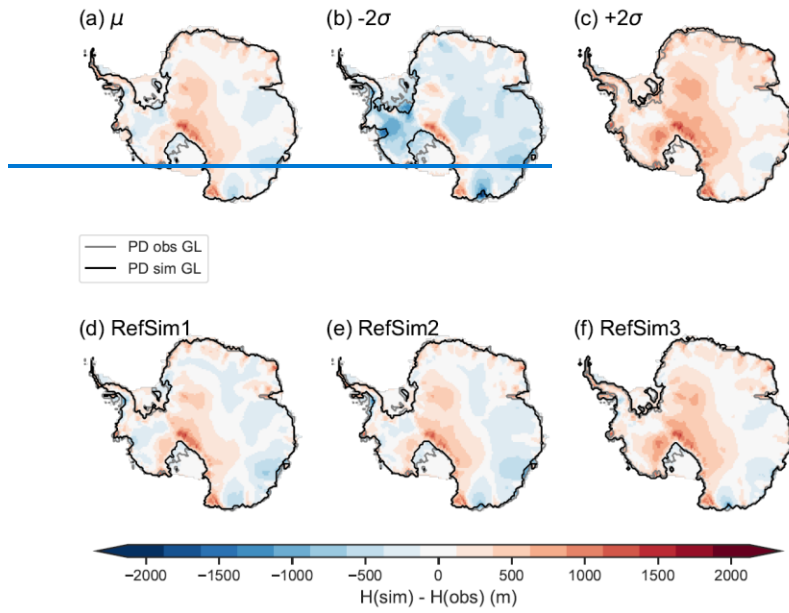 (a) μ
(b) -2σ
(c) +2σ
PD obs GL
PD sim GL
(d) RefSim1
(e) RefSim2
(f) RefSim3
−2000 −1500 −1000 −500 0 500 1000 1500 2000
H(sim) - H(obs) (m)